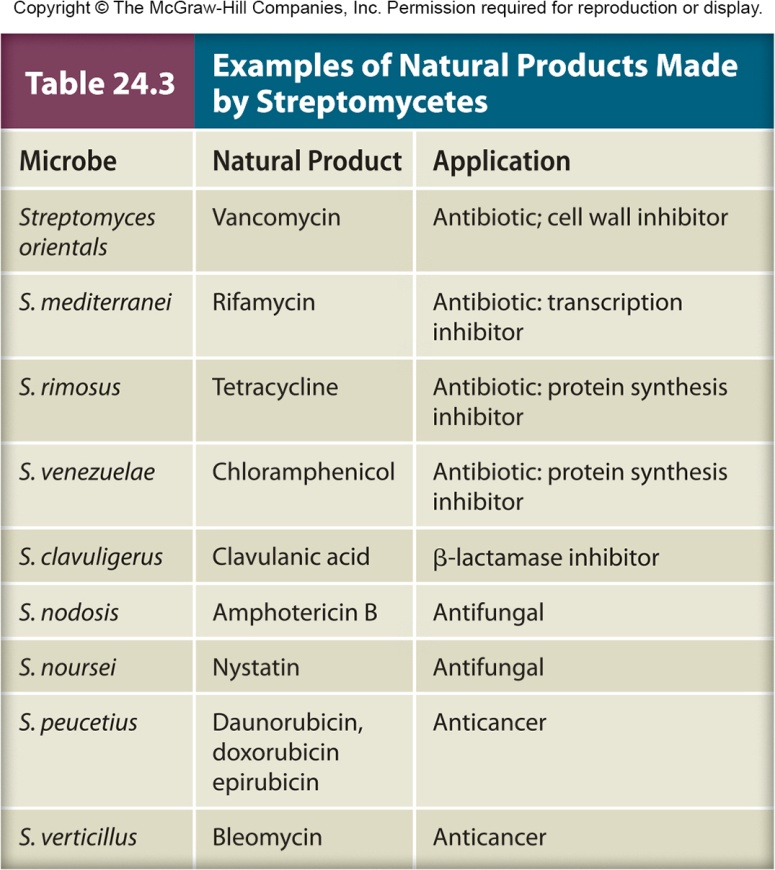 Copyright © The McGraw-Hill Companies, Inc. Permission required for reproduction or display.
Table 24.3
Examples of Natural Products Made
by Streptomycetes
Microbe Natural Product Application
Streptomyces Vancomycin Antibiotic; cell wall inhibitor
orientals
S. mediterranei Rifamycin Antibiotic: transcription
inhibitor
S. rimosus Tetracycline Antibiotic: protein synthesis
inhibitor
S. venezuelae Chloramphenicol Antibiotic: protein synthesis
inhibitor
S. clavuligerus Clavulanic acid β-lactamase inhibitor
S. nodosis Amphotericin B Antifungal
S. noursei Nystatin Antifungal
S. peucetius Daunorubicin, Anticancer
doxorubicin
epirubicin
S. verticillus Bleomycin Anticancer